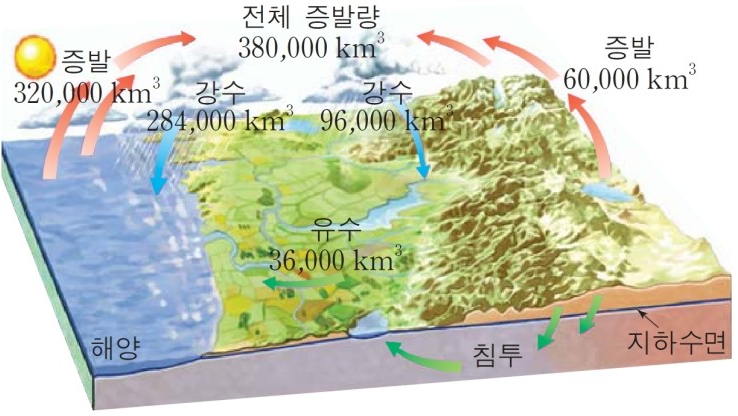 전체 증발량
380,000 km³
증발
320,000 km³
강수
284,000 km³
강수
96,000 km³
증발
60,000 km³
유수
36,000 km³
해양
침투
지하수면